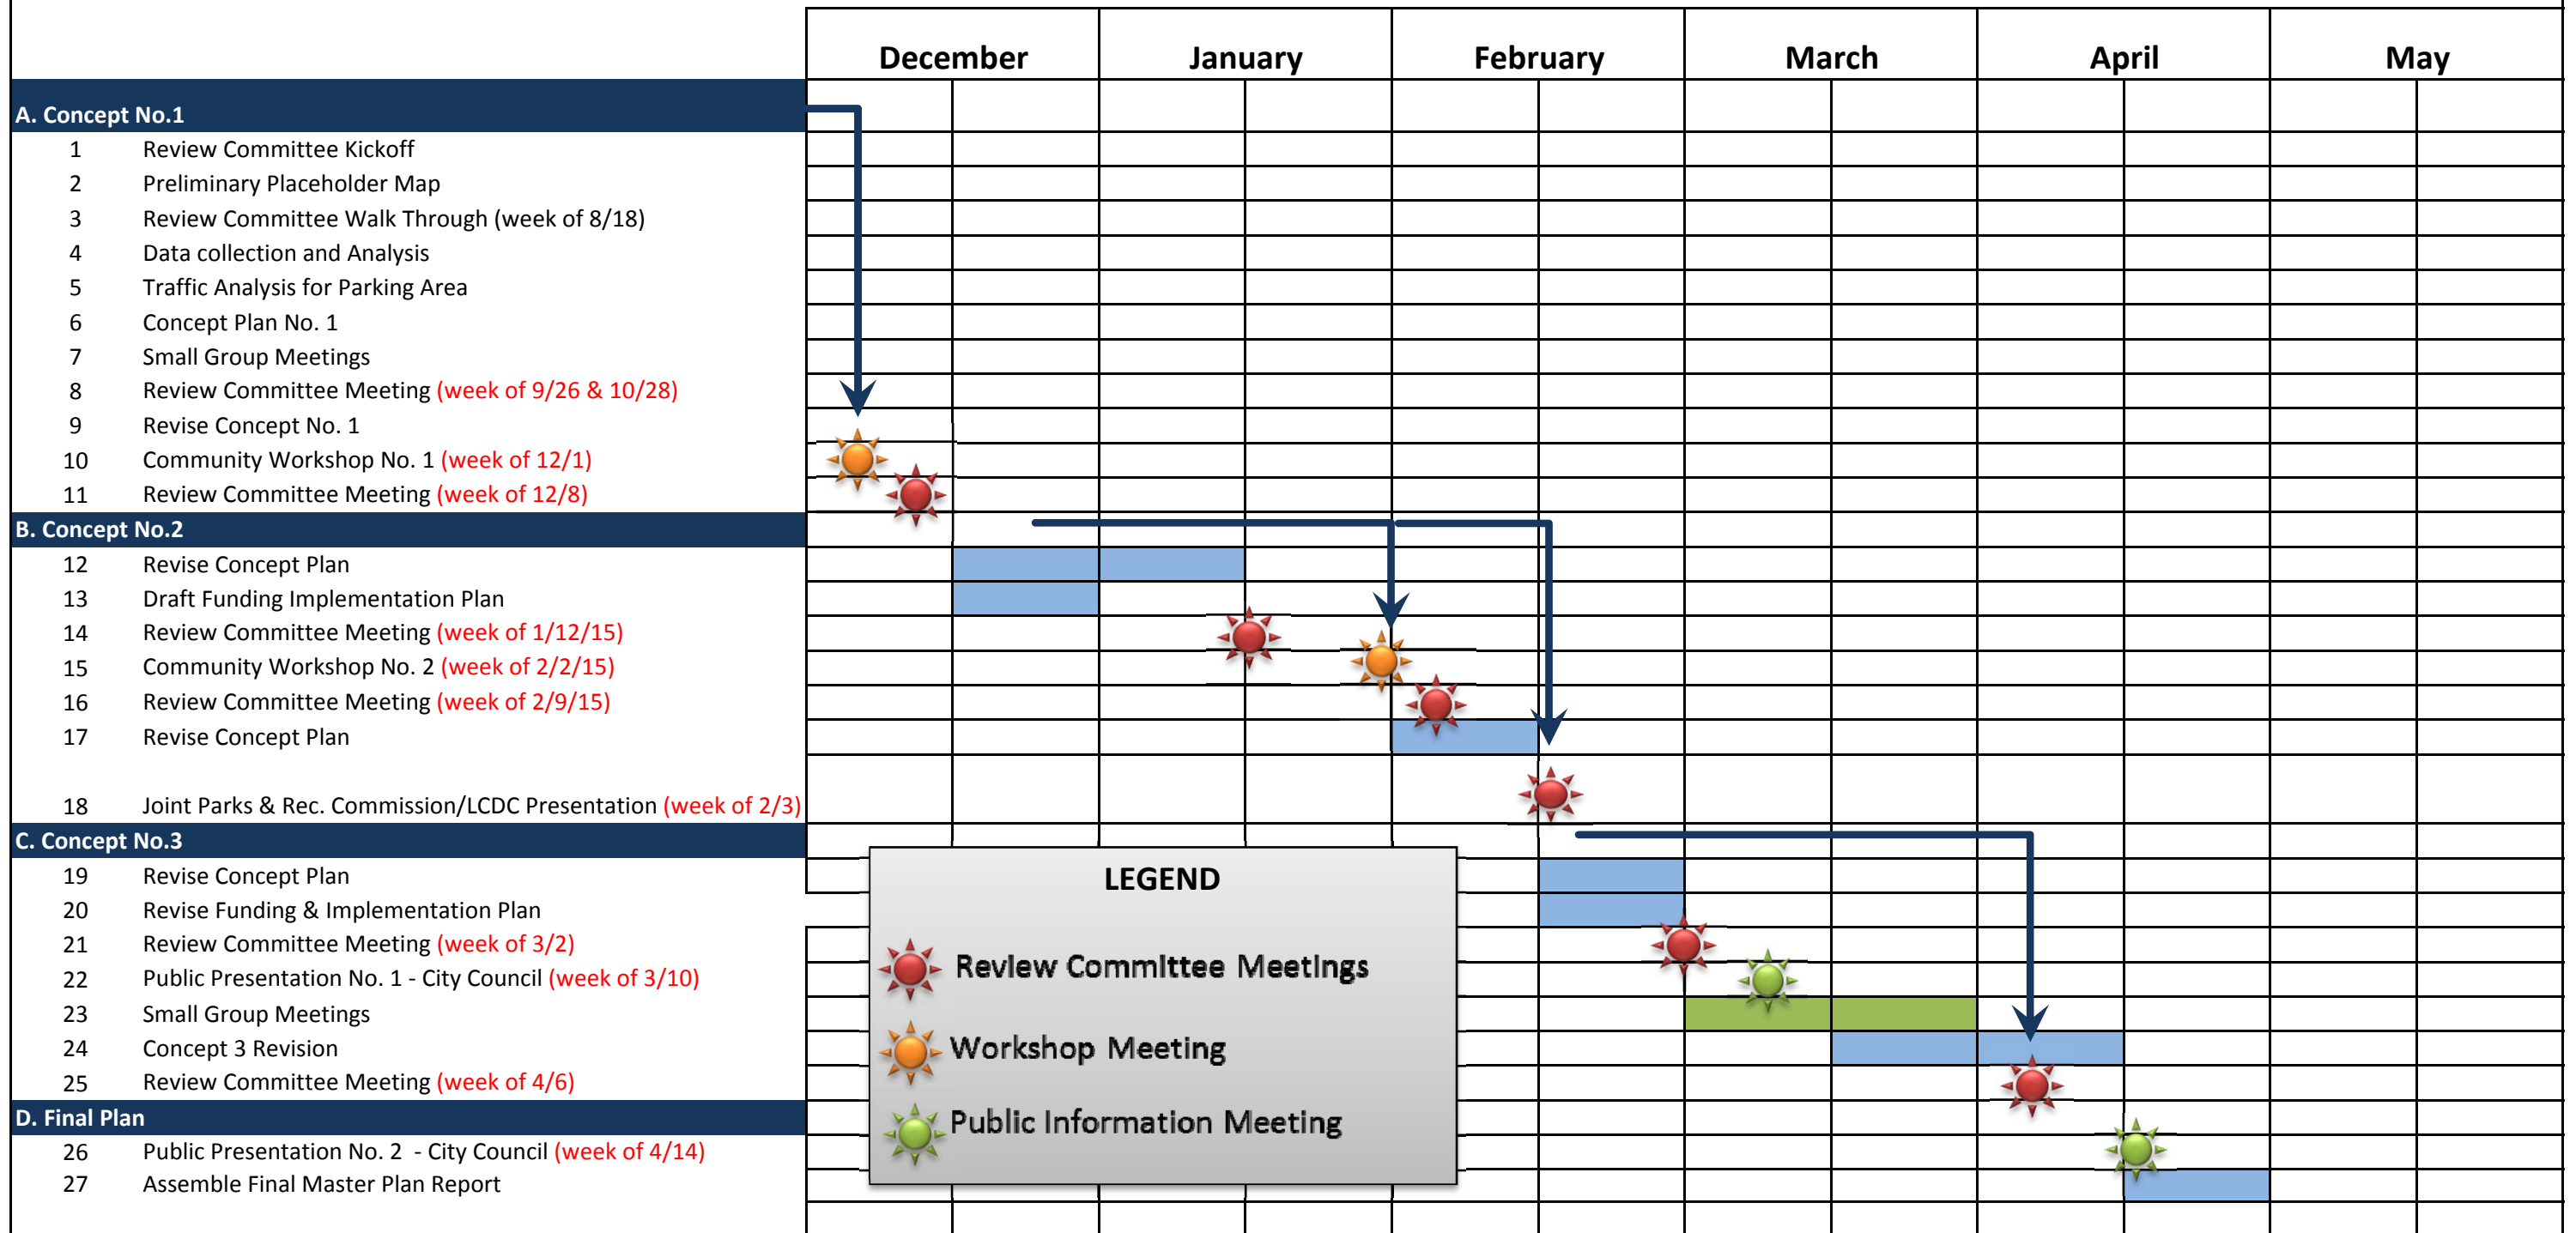 December January February March April May
A. Concept No.1
1 Review Committee Kickoff
2 Preliminary Placeholder Map
3 Review Committee Walk Through (week of 8/18)
4 Data collection and Analysis
5 Traffic Analysis for Parking Area
6 Concept Plan No. 1
7 Small Group Meetings
8 Review Committee Meeting (week of 9/26 & 10/28)
9 Revise Concept No. 1
10 Community Workshop No. 1 (week of 12/1)
11 Review Committee Meeting (week of 12/8)
B. Concept No.2
12 Revise Concept Plan
13 Draft Funding Implementation Plan
14 Review Committee Meeting (week of 1/12/15)
15 Community Workshop No. 2 (week of 2/2/15)
16 Review Committee Meeting (week of 2/9/15)
17 Revise Concept Plan
18 Joint Parks & Rec. Commission/LCDC Presentation (week of 2/3)
C. Concept No.3
19 Revise Concept Plan
20 Revise Funding & Implementation Plan
21 Review Committee Meeting (week of 3/2)
22 Public Presentation No. 1 - City Council (week of 3/10)
23 Small Group Meetings
24 Concept 3 Revision
25 Review Committee Meeting (week of 4/6)
D. Final Plan
26 Public Presentation No. 2 - City Council (week of 4/14)
27 Assemble Final Master Plan Report
LEGEND
Review Committee Meetings
Workshop Meeting
Public Information Meeting